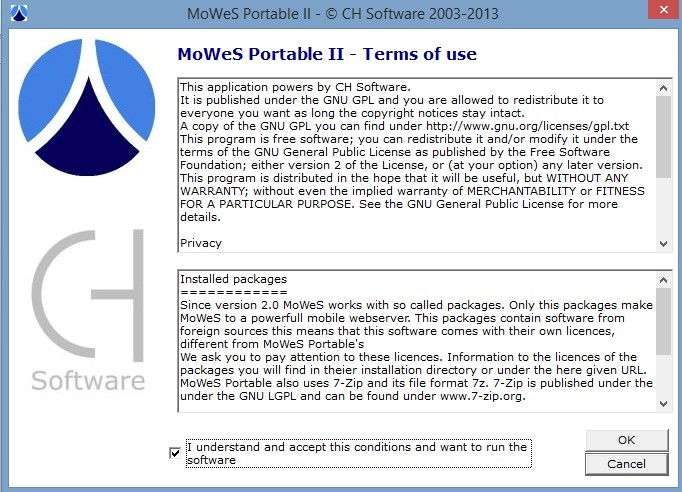 MoWeS Portable II - © CH Software 2003-2013
MoWeS Portable II - Terms of use
This application powers by CH Software.
It is published under the GNU GPL and you are allowed to redistribute it to
everyone you want as long the copyright notices stay intact.
A copy of the GNU GPL you can find under http://www.gnu.org/licenses/gpl.txt
This program is free software; you can redistribute it and/or modify it under the
terms of the GNU General Public License as published by the Free Software
Foundation; either version 2 of the License, or (at your option) any later version.
This program is distributed in the hope that it will be useful, but WITHOUT ANY
WARRANTY; without even the implied warranty of MERCHANTABILITY or FITNESS
FOR A PARTICULAR PURPOSE. See the GNU General Public License for more
details.
Privacy
Installed packages
============
Since version 2.0 MoWeS works with so called packages. Only this packages make
MoWeS to a powerfull mobile webserver. This packages contain software from
foreign sources this means that this software comes with their own licences,
different from MoWeS Portable's
We ask you to pay attention to these licences. Information to the licences of the
packages you will find in theier installation directory or under the here given URL.
MoWeS Portable also uses 7-Zip and its file format 7z. 7-Zip is published under the
under the GNU LGPL and can be found under www.7-zip.org.
CH
Software
I understand and accept this conditions and want to run the
software
OK
Cancel